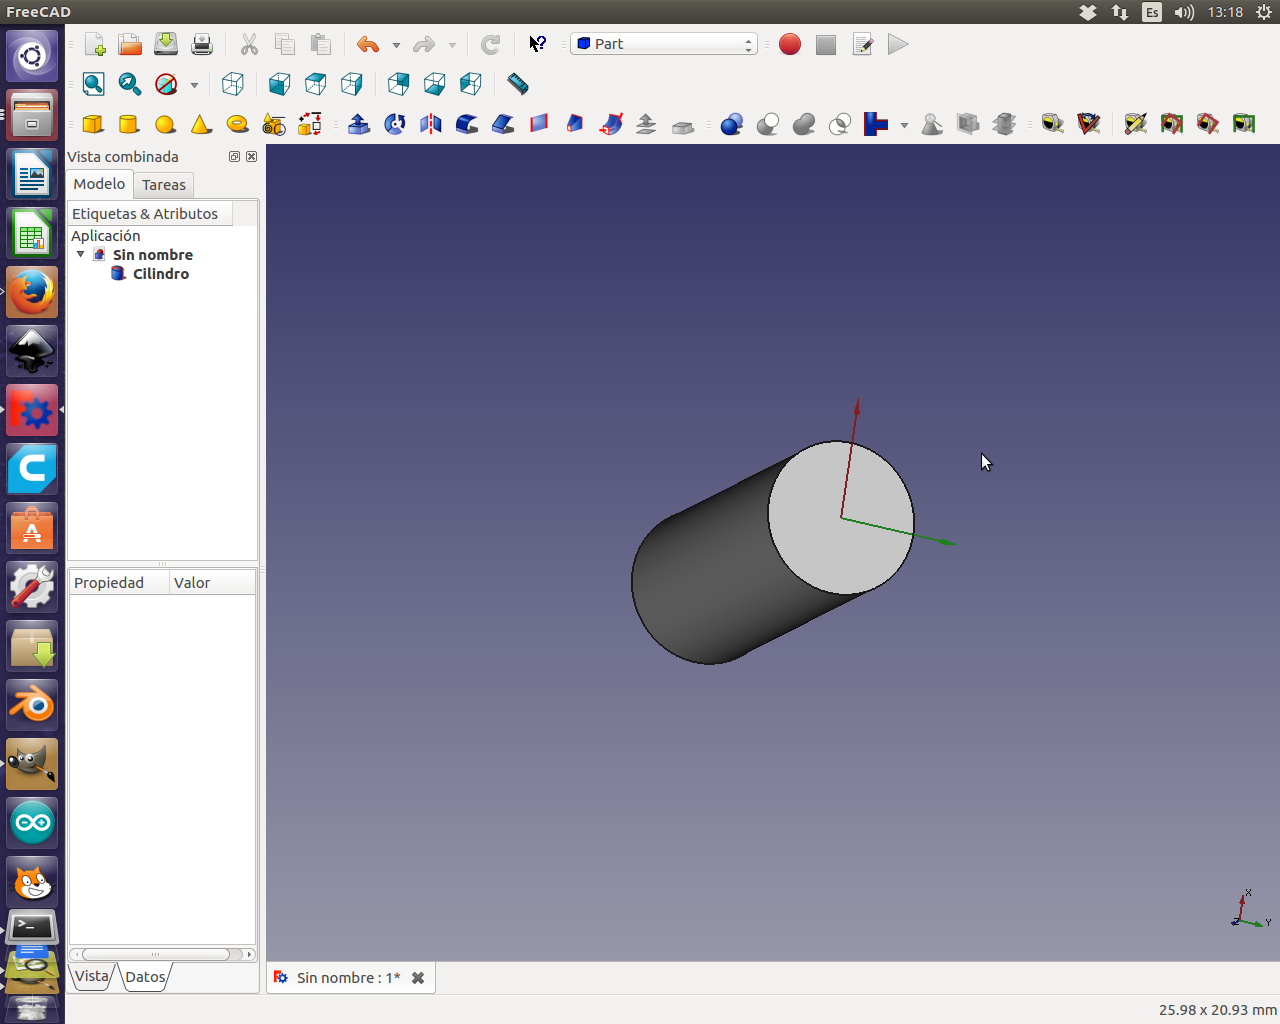 FreeCAD
Es
13:18
Part
Vista combinada
Modelo
Tareas
Etiquetas & Atributos
Aplicación
Sin nombre
Cilindro
Propiedad
Valor
X
Y
Z
Vista
Datos
Sin nombre : 1*
25.98 x 20.93 mm